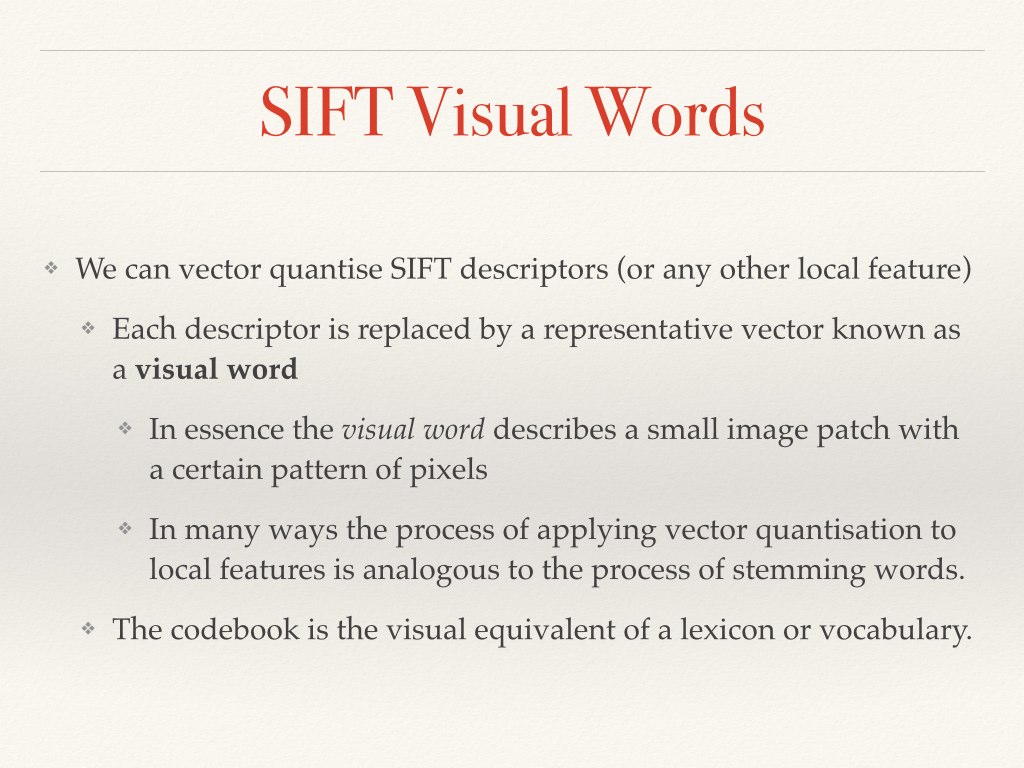 SIFT Visual Words
❖ We can vector quantise SIFT descriptors (or any other local feature)
❖ Each descriptor is replaced by a representative vector known as
a visual word
❖ In essence the visual word describes a small image patch with
a certain pattern of pixels
❖ In many ways the process of applying vector quantisation to
local features is analogous to the process of stemming words.
❖ The codebook is the visual equivalent of a lexicon or vocabulary.